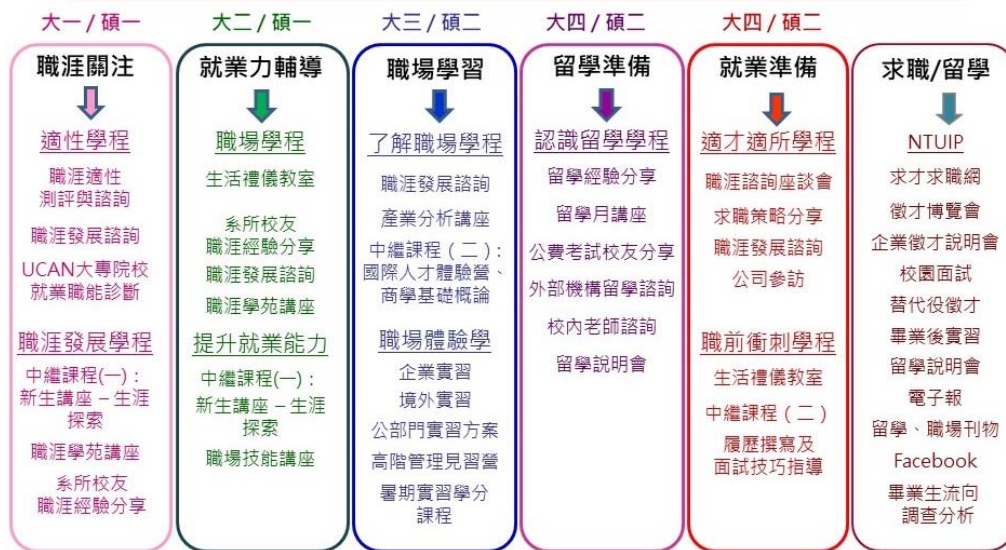 大一 / 碩一
職涯關注
適性學程
職涯適性
測評與諮詢
職涯發展諮詢
UCAN大專院校
就業職能診斷
職涯發展學程
中繼課程(一)：
新生講座 – 生涯
探索
職涯學苑講座
系所校友
職涯經驗分享
大二 / 碩一
就業力輔導
職場學程
生活禮儀教室
系所校友
職涯經驗分享
職涯發展諮詢
職涯學苑講座
提升就業能力
中繼課程(一)：
新生講座 – 生涯
探索
職場技能講座
大三 / 碩二
職場學習
了解職場學程
職涯發展諮詢
產業分析講座
中繼課程（二）：
國際人才體驗營、
商學基礎概論
職場體驗學
企業實習
境外實習
公部門實習方案
高階管理見習營
暑期實習學分
課程
大四 / 碩二
留學準備
認識留學學程
留學經驗分享
留學月講座
公費考試校友分享
外部機構留學諮詢
校內老師諮詢
留學說明會
大四 / 碩二
就業準備
適才適所學程
職涯諮詢座談會
求職策略分享
職涯發展諮詢
公司參訪
職前衝刺學程
生活禮儀教室
中繼課程（二）
履歷撰寫及
面試技巧指導
求職/留學
NTUIP
求才求職網
徵才博覽會
企業徵才說明會
校園面試
替代役徵才
畢業後實習
留學說明會
電子報
留學、職場刊物
Facebook
畢業生流向
調查分析